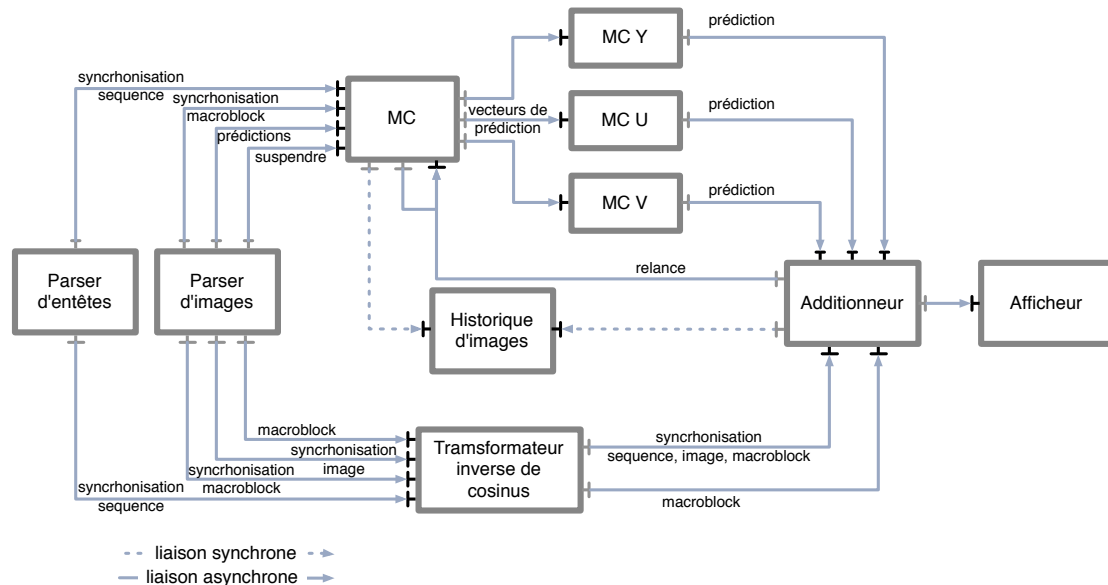 MC Y
prédiction
syncrhonisation
sequence
syncrhonisation
macroblock
prédictions
suspendre
MC
vecteurs de
prédiction
MC U
prédiction
MC V
prédiction
Parser
d'entêtes
Parser
d'images
relance
Additionneur
Afficheur
Historique
d'images
macroblock
syncrhonisation
image
syncrhonisation
macroblock
syncrhonisation
sequence
Transformateur
inverse de
cosinus
syncrhonisation
sequence, image, macroblock
macroblock
liaison synchrone
liaison asynchrone